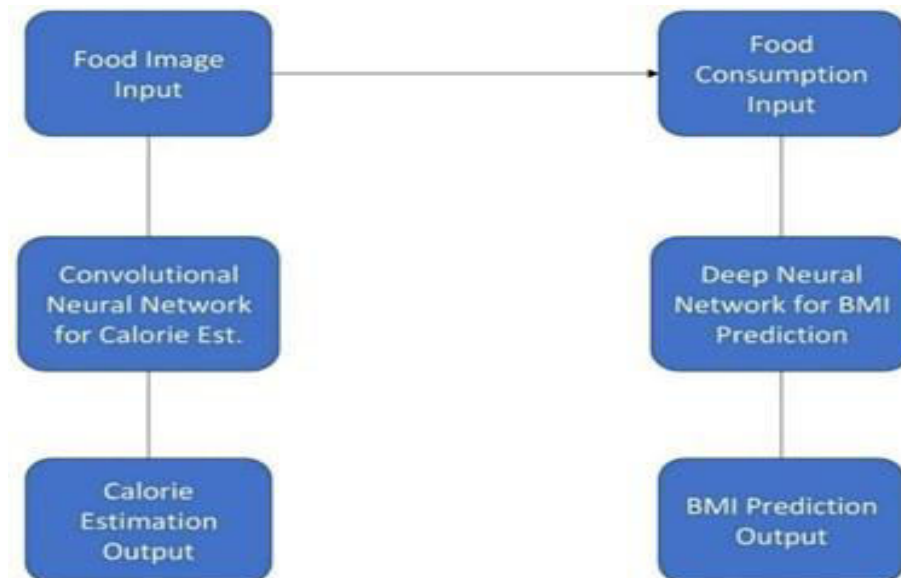 Food Image
Input
Food
Consumption
Input
Convolutional
Neural Network
for Calorie Est.
Deep Neural
Network for BMI
Prediction
Calorie
Estimation
Output
BMI Prediction
Output